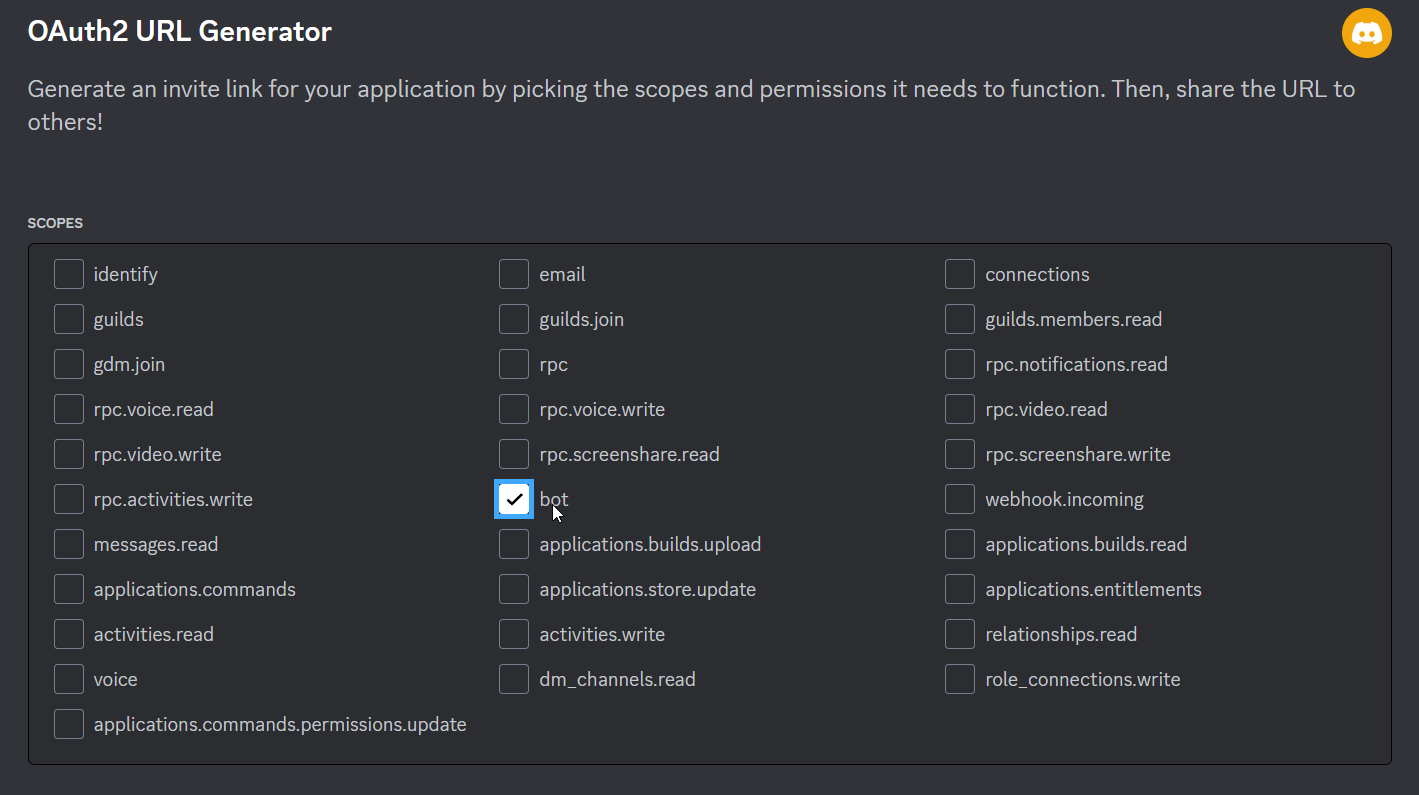 OAuth2 URL Generator
Generate an invite link for your application by picking the scopes and permissions it needs to function. Then, share the URL to
others!
SCOPES
identify
email
connections
guilds
guilds.join
guilds.members.read
gdm.join
rpc
rpc.notifications.read
rpc.voice.read
rpc.voice.write
rpc.video.read
rpc.video.write
rpc.screenshare.read
rpc.screenshare.write
rpc.activities.write
bot
webhook.incoming
messages.read
applications.builds.upload
applications.builds.read
applications.commands
applications.store.update
applications.entitlements
activities.read
activities.write
relationships.read
voice
dm_channels.read
role_connections.write
applications.commands.permissions.update